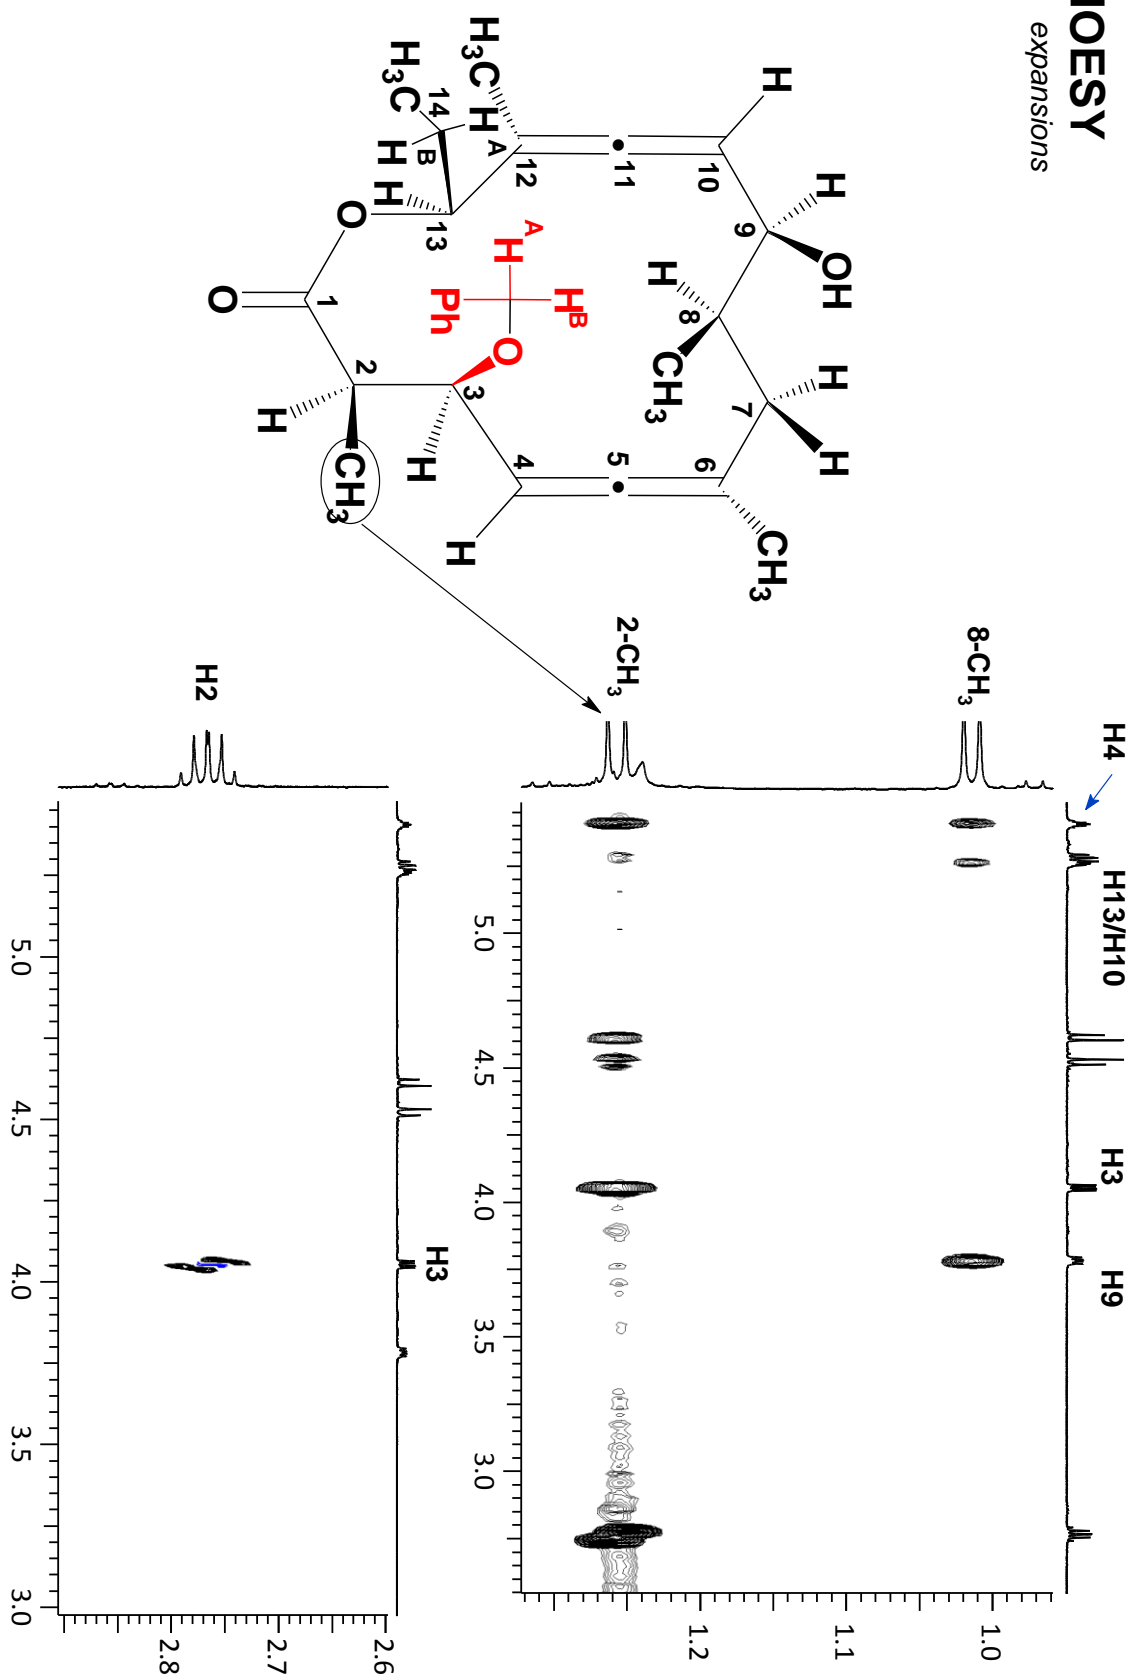 IOESY
expansions
H
H
OH
H
CH3
H
H
CH3
H
H3C
10
11
12
9
8
7
6
5
4
3
2
1
13
14
HA
HB
H
O
O
HA
HB
Ph
O
H
H
H
CH3
H4
H13/H10
H3
H9
8-CH3
2-CH3
1.0
1.1
1.2
5.0
4.5
4.0
3.5
3.0
H3
H2
2.6
2.7
2.8
5.0
4.5
4.0
3.5
3.0
H3C